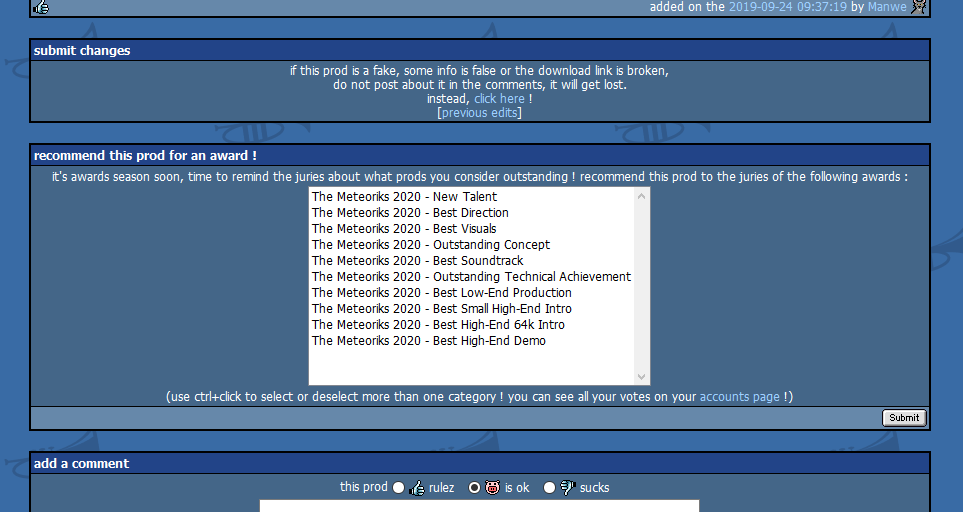 added on the 2019-09-24 09:37:19 by Manwe
submit changes
if this prod is a fake, some info is false or the download link is broken,
do not post about it in the comments, it will get lost.
instead, click here !
[previous edits]
recommend this prod for an award !
it's awards season soon, time to remind the juries about what prods you consider outstanding ! recommend this prod to the juries of the following awards :
The Meteoriks 2020 - New Talent
The Meteoriks 2020 - Best Direction
The Meteoriks 2020 - Best Visuals
The Meteoriks 2020 - Outstanding Concept
The Meteoriks 2020 - Best Soundtrack
The Meteoriks 2020 - Outstanding Technical Achievement
The Meteoriks 2020 - Best Low-End Production
The Meteoriks 2020 - Best Small High-End Intro
The Meteoriks 2020 - Best High-End 64k Intro
The Meteoriks 2020 - Best High-End Demo
(use ctrl+click to select or deselect more than one category ! you can see all your votes on your accounts page !)
Submit
add a comment
this prod rulez is ok sucks